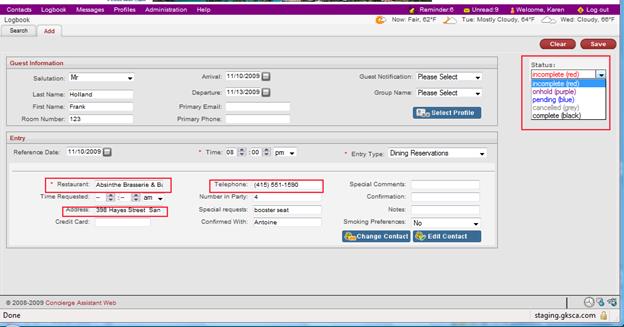 Contacts Logbook Messages Profiles Administration Help Reminder:6 Unread:9 Welcome, Karen Log out
Logbook Now: Fair, 62°F Tue: Mostly Cloudy, 64°F Wed: Cloudy, 66°F
Search Add
Clear Save
Guest Information
Status:
Salutation: Mr Arrival: 11/10/2009 Guest Notification: Please Select
incomplete (red)
Last Name: Holland Departure: 11/13/2009 Group Name: Please Select
incomplete (red)
onhold (purple)
First Name: Frank Primary Email:
pending (blue)
cancelled (grey)
Room Number: 123 Primary Phone: Select Profile
complete (black)
Entry
Reference Date: 11/10/2009 * Time: 08 : 00 pm * Entry Type: Dining Reservations
* Restaurant: Absinthe Brasserie & Ba Telephone: (415) 551-1590 Special Comments:
Time Requested: -- : -- am Number in Party: 4 Confirmation:
Address: 398 Hayes Street San Special requests: booster seat Notes:
Credit Card: Confirmed With: Antoine Smoking Preferences: No
Change Contact Edit Contact
© 2008-2009 Concierge Assistant Web
Done staging.gksca.com